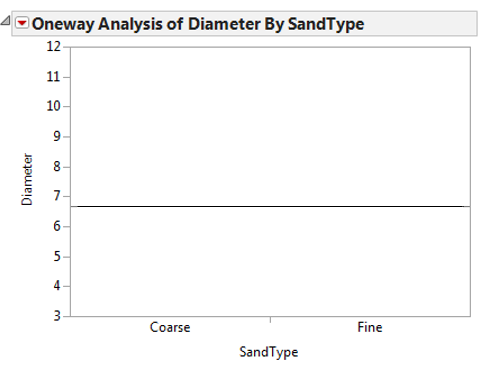 Oneway Analysis of Diameter By SandType
12
11
10
9
8
7
6
5
4
3
Diameter
Coarse Fine
SandType